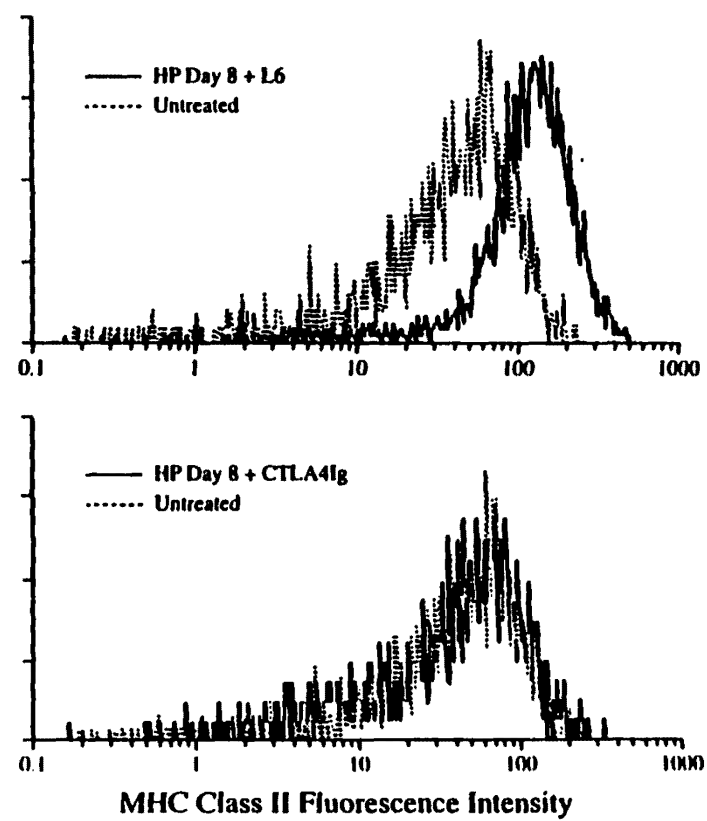 HP Day 8 + L6
Untreated
0.1 1 10 100 1000
HP Day 8 + CTLA4Ig
Untreated
0.1 1 10 100 1000
MHC Class II Fluorescence Intensity